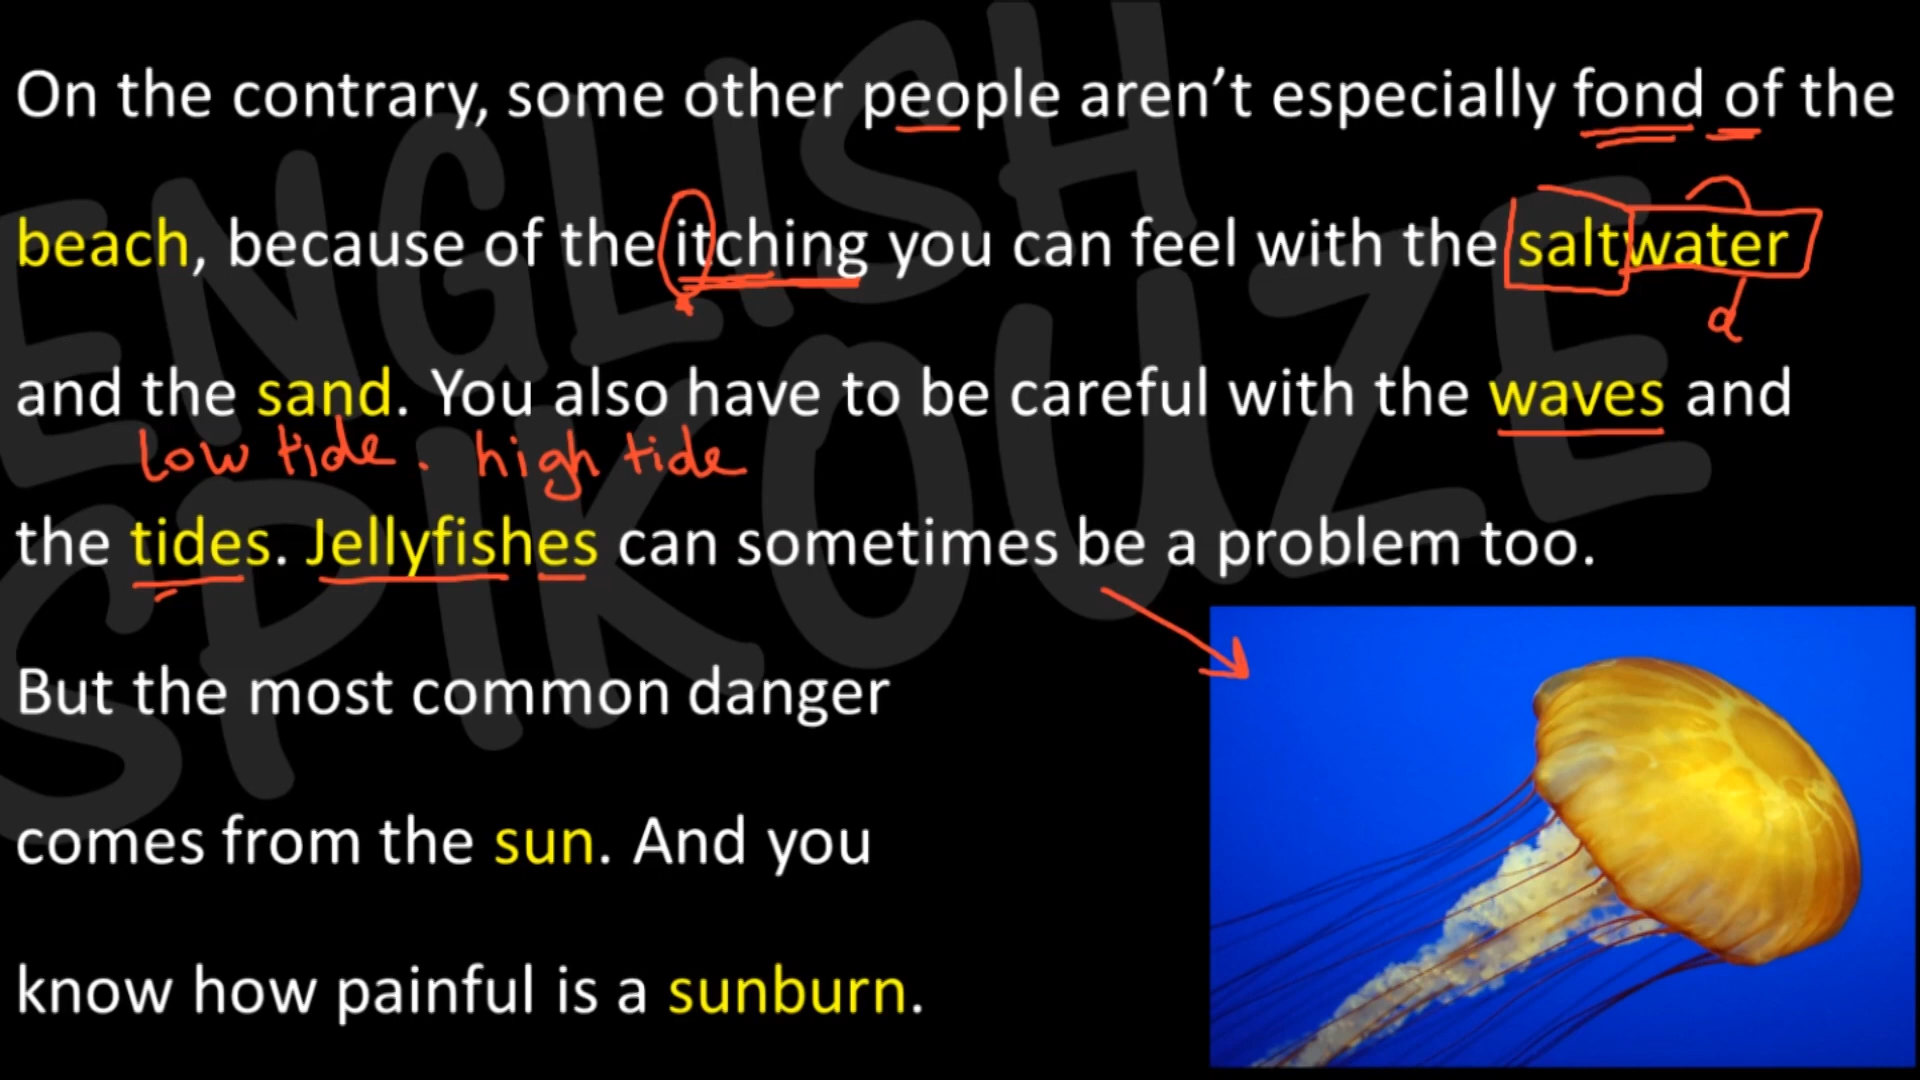 On the contrary, some other people aren't especially fond of the
beach, because of the itching you can feel with the saltwater
d
and the sand. You also have to be careful with the waves and
low tide. high tide
the tides. Jellyfishes can sometimes be a problem too.
But the most common danger
comes from the sun. And you
know how painful is a sunburn.
ENGLISH
SPIKOUZE